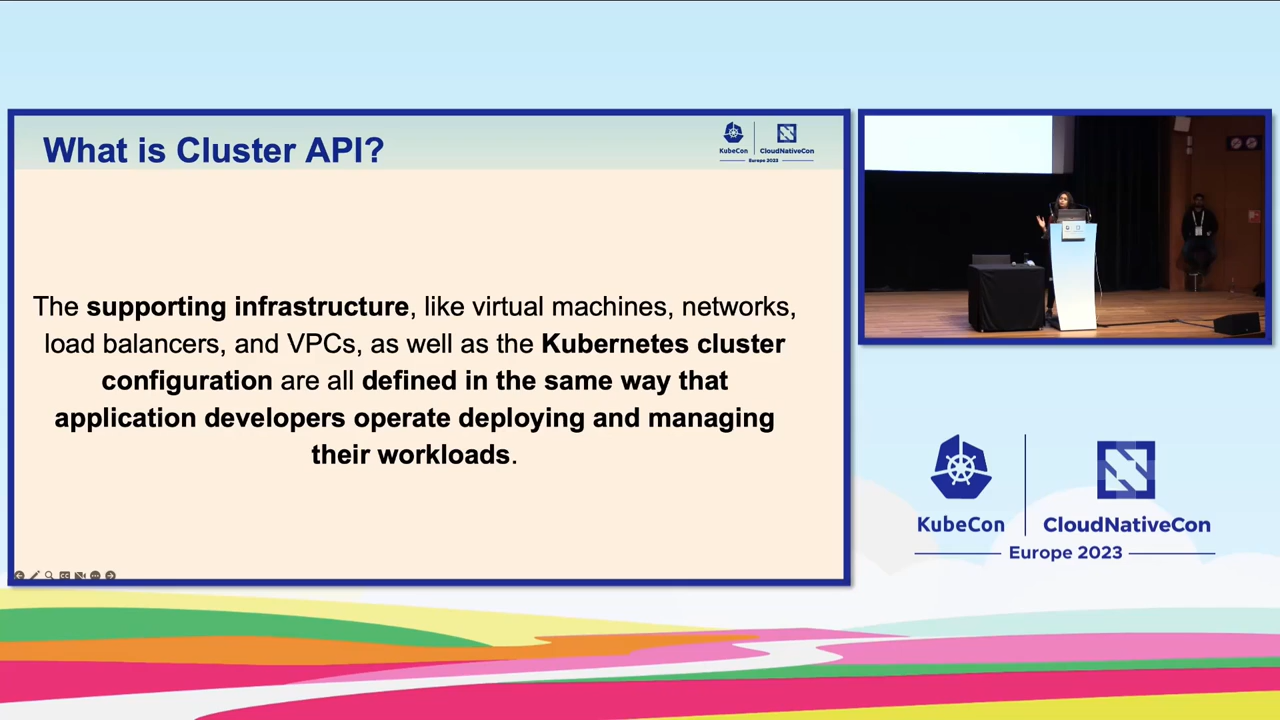 What is Cluster API?
KubeCon
CloudNativeCon
Europe 2023
The supporting infrastructure, like virtual machines, networks,
load balancers, and VPCs, as well as the Kubernetes cluster
configuration are all defined in the same way that
application developers operate deploying and managing
their workloads.
KubeCon
CloudNativeCon
Europe 2023